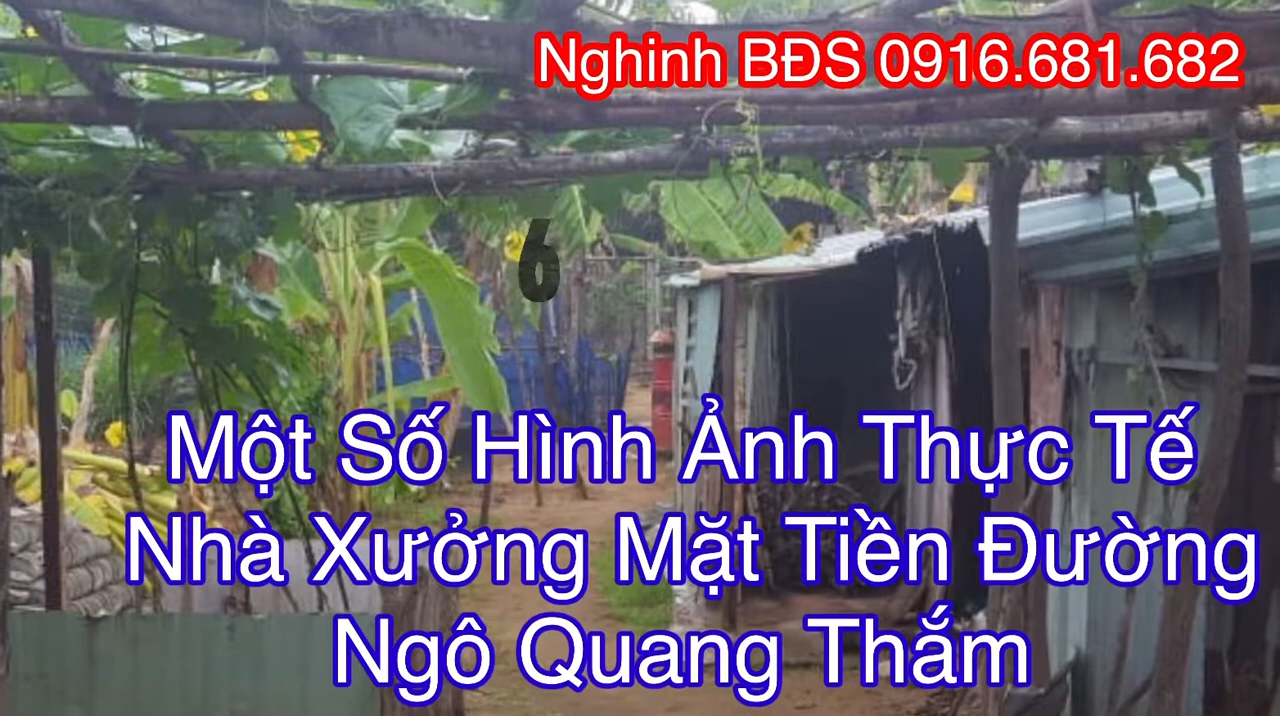 Nghinh BĐS 0916.681.682
6
Một Số Hình Ảnh Thực Tế
Nhà Xưởng Mặt Tiền Đường
Ngô Quang Thắm